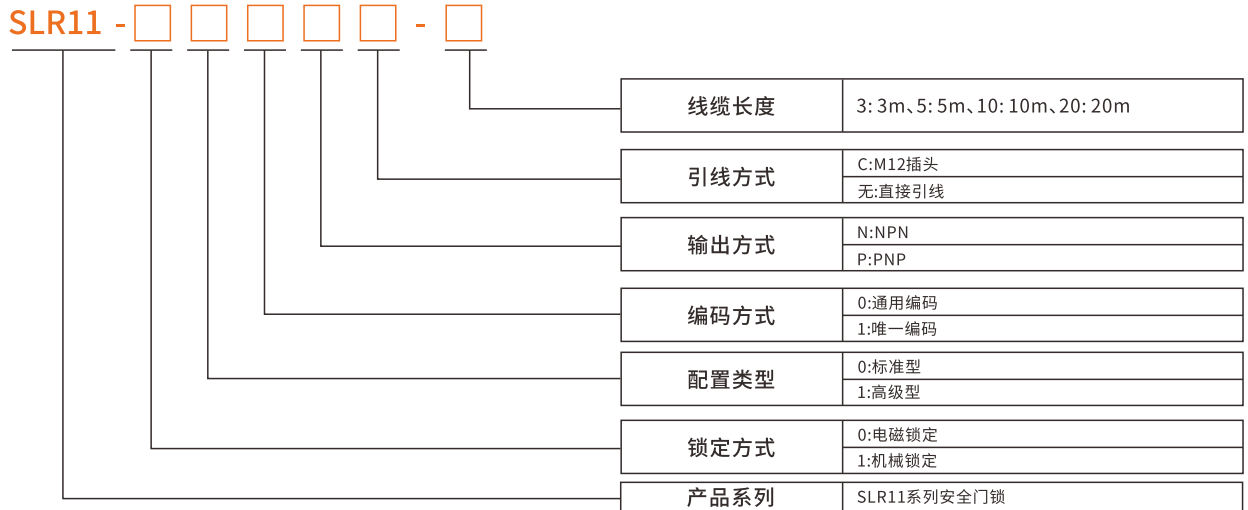 SLR11 - -
线缆长度
3: 3m、5: 5m、10: 10m、20: 20m
引线方式
C:M12插头
无:直接引线
输出方式
N:NPN
P:PNP
编码方式
0:通用编码
1:唯一编码
配置类型
0:标准型
1:高级型
锁定方式
0:电磁锁定
1:机械锁定
产品系列
SLR11系列安全门锁